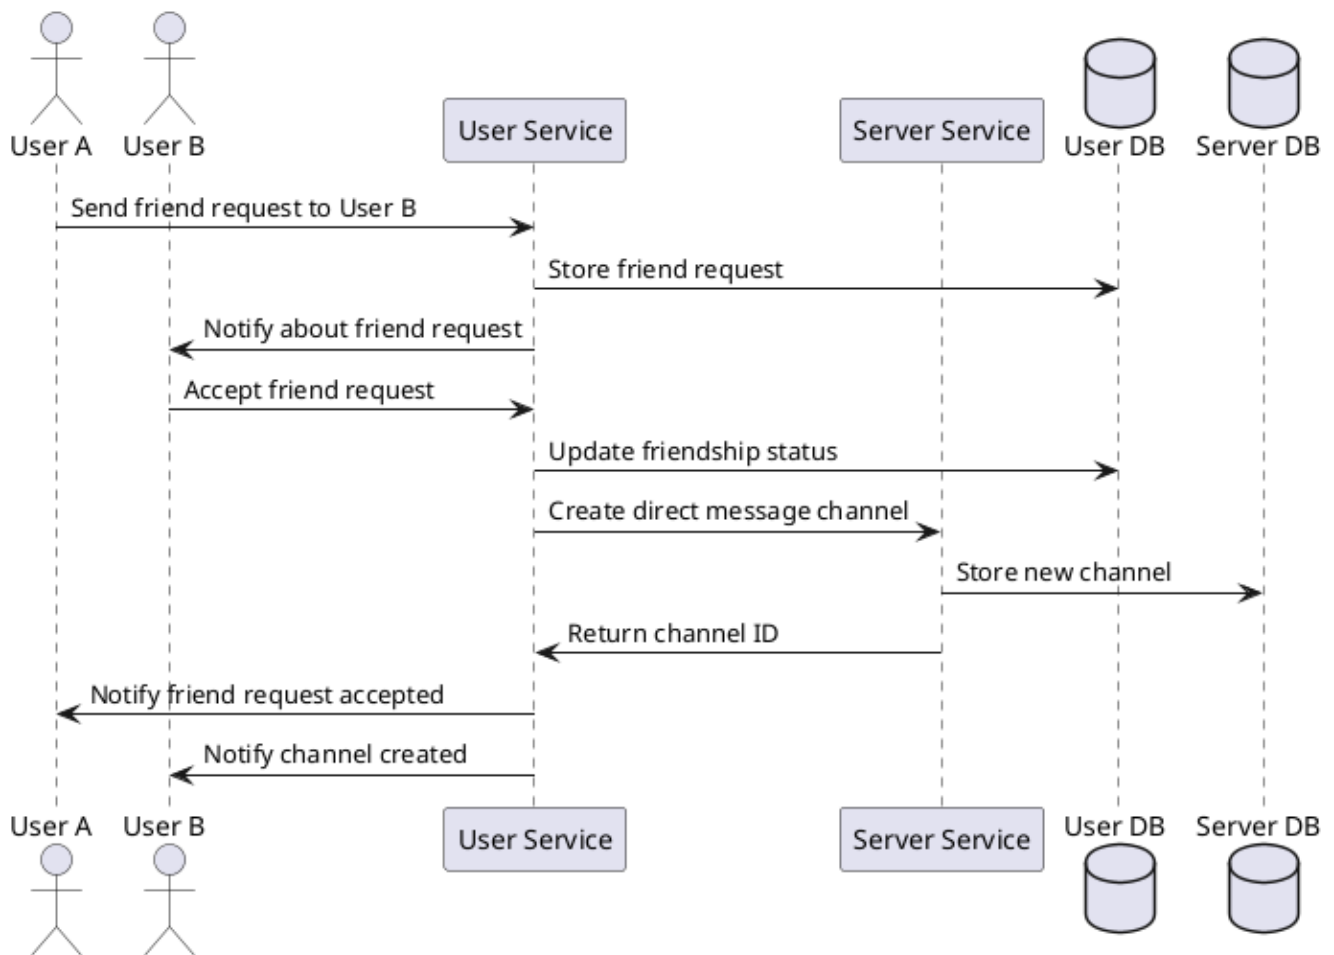 User A
User B
User Service
Server Service
User DB
Server DB
Send friend request to User B
Store friend request
Notify about friend request
Accept friend request
Update friendship status
Create direct message channel
Store new channel
Return channel ID
Notify friend request accepted
Notify channel created
User A
User B
User Service
Server Service
User DB
Server DB